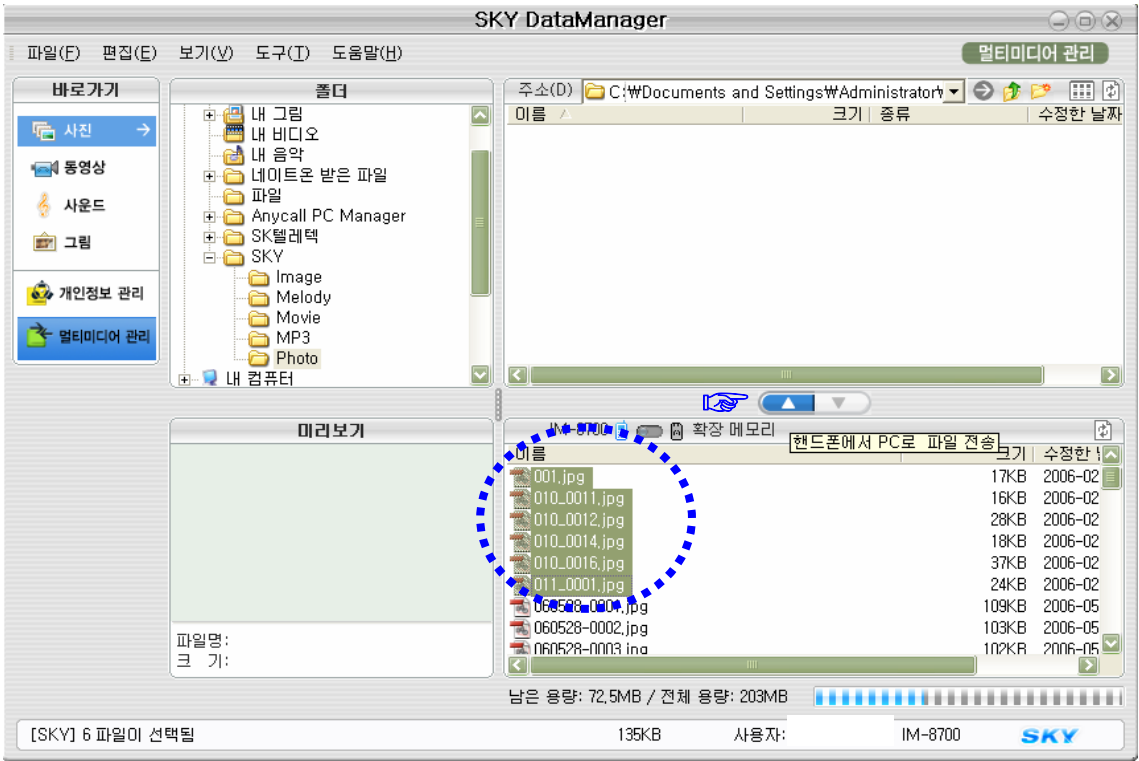 SKY DataManager
파일(F) 편집(E) 보기(V) 도구(T) 도움말(H) 멀티미디어 관리
바로가기
사진
동영상
사운드
그림
개인정보 관리
멀티미디어 관리
폴더
내 그림
내 비디오
내 음악
네이트온 받은 파일
파일
Anycall PC Manager
SK텔레텍
SKY
Image
Melody
Movie
MP3
Photo
내 컴퓨터
주소(D) C:₩Documents and Settings₩Administrator₩
이름 크기 종류 수정한 날짜
미리보기
파일명:
크 기:
IM-8700 확장 메모리
핸드폰에서 PC로 파일 전송
이름 크기 수정한
001.jpg 17KB 2006-02
010_0011.jpg 16KB 2006-02
010_0012.jpg 28KB 2006-02
010_0014.jpg 18KB 2006-02
010_0016.jpg 37KB 2006-02
011_0001.jpg 24KB 2006-02
060528-0001.jpg 109KB 2006-05
060528-0002.jpg 103KB 2006-05
060528-0003.jpg 102KB 2006-05
남은 용량: 72,5MB / 전체 용량: 203MB
[SKY] 6 파일이 선택됨 135KB 사용자: IM-8700 SKY